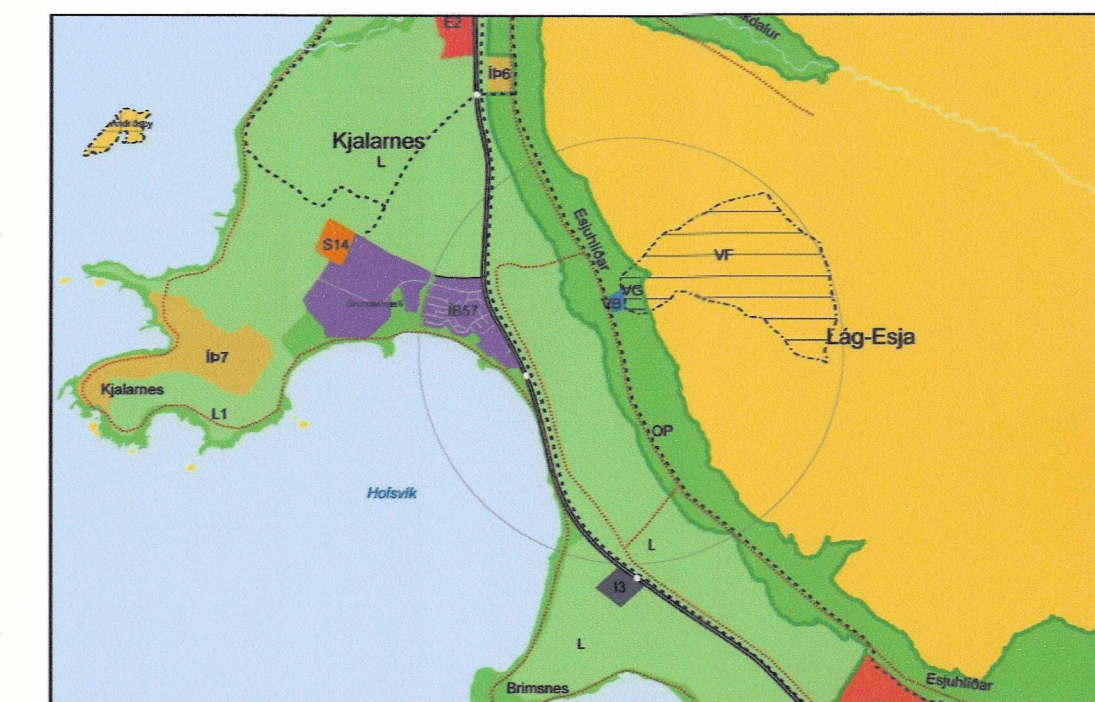 E2
ÍÞ6
Kjalarnes
L
Esjuhlíðar
S14
VF
VG
VB
ÍB57
Lág-Esja
ÍÞ7
Kjalarnes
L1
OP
Hofsvík
L
I3
L
Esjuhlíðar
Brimsnes